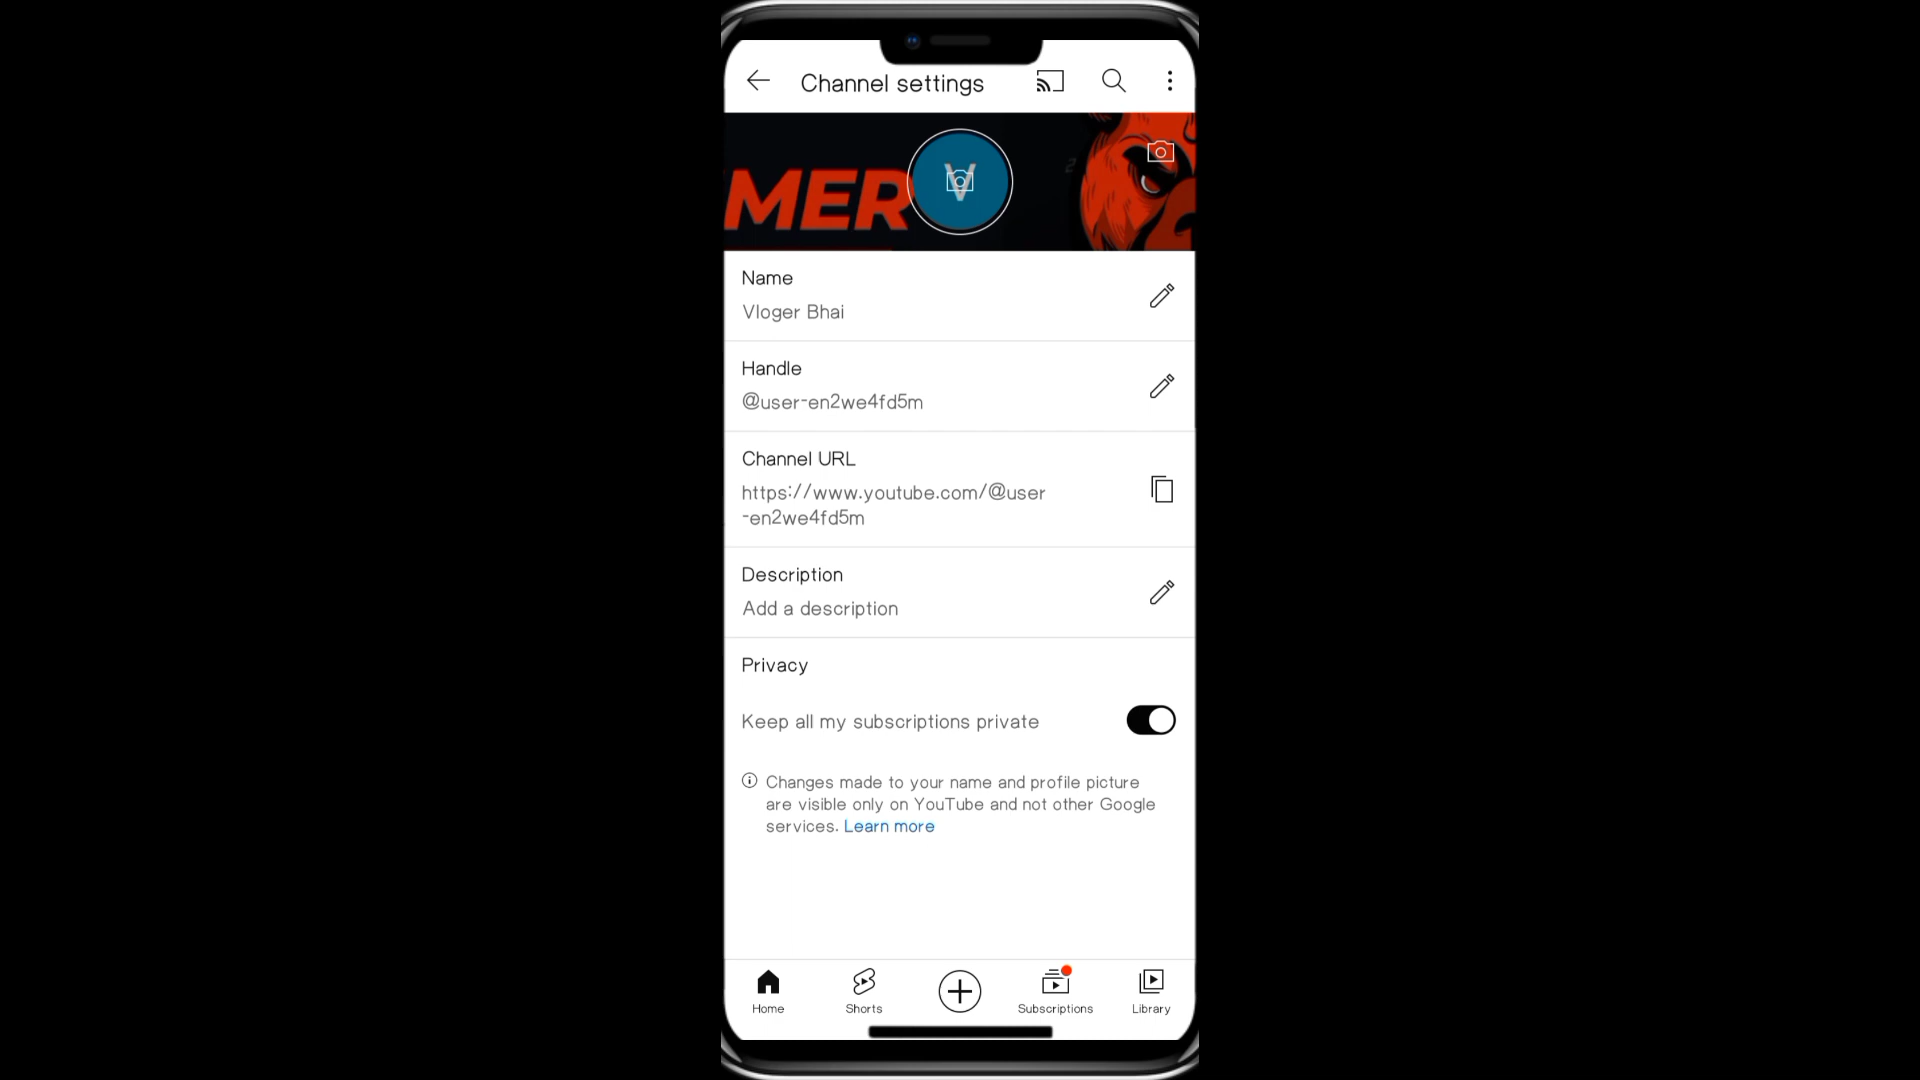 Channel settings
MER
V
Name
Vloger Bhai
Handle
@user-en2we4fd5m
Channel URL
https://www.youtube.com/@user
-en2we4fd5m
Description
Add a description
Privacy
Keep all my subscriptions private
Changes made to your name and profile picture
are visible only on YouTube and not other Google
services. Learn more
Home
Shorts
Subscriptions
Library